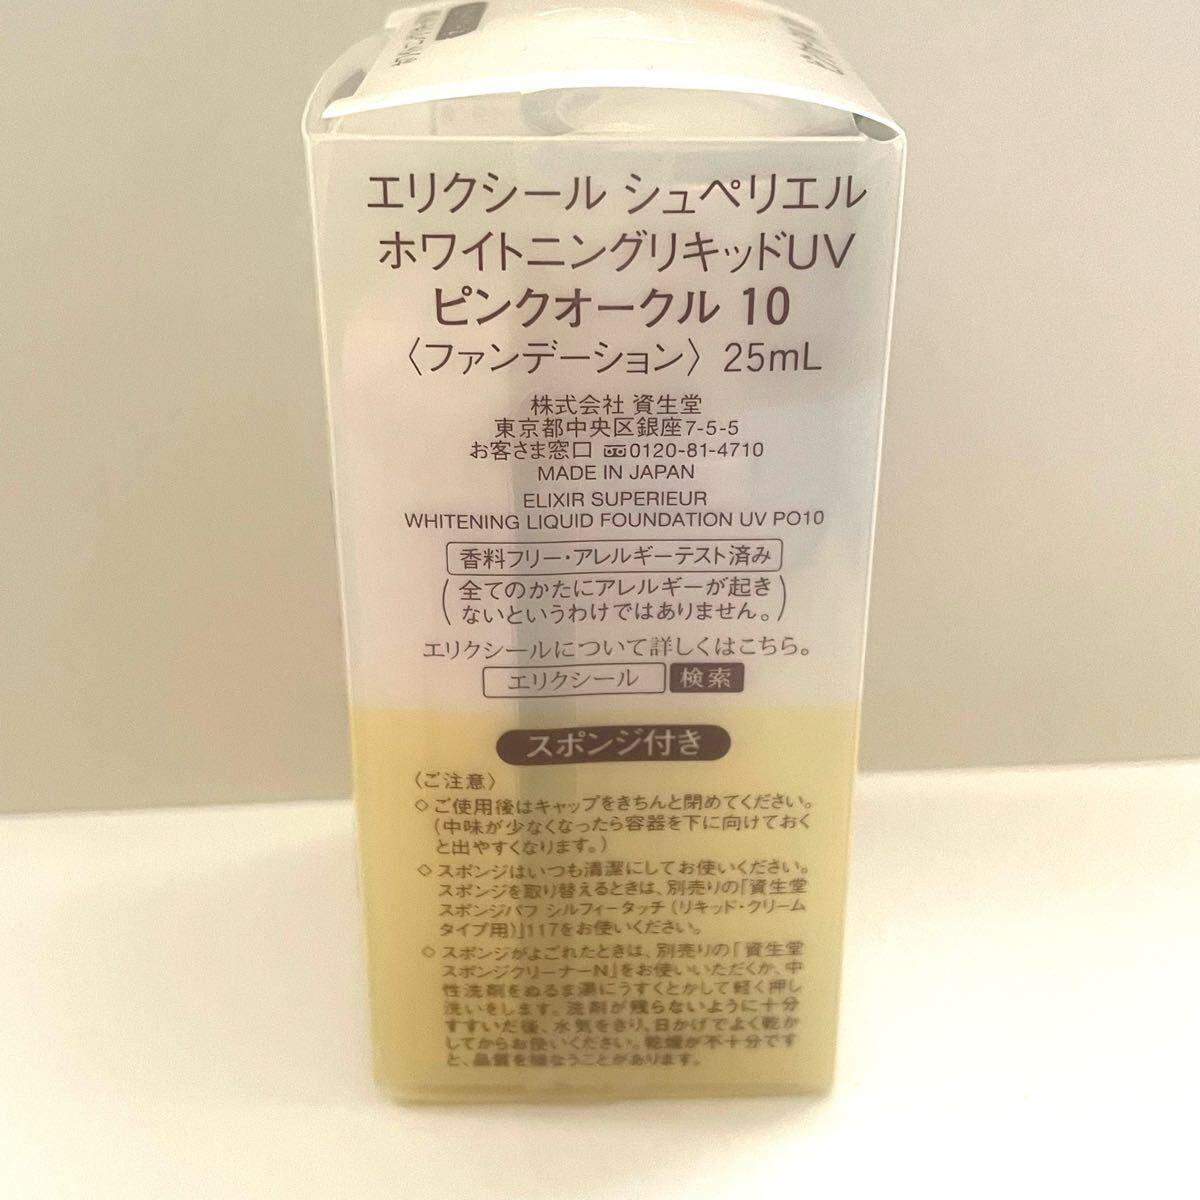 エリクシール シュペリエル
ホワイトニングリキッドUV
ピンクオークル 10
〈ファンデーション〉 25mL
株式会社 資生堂
東京都中央区銀座7-5-5
お客さま窓口 0120-81-4710
MADE IN JAPAN
ELIXIR SUPERIEUR
WHITENING LIQUID FOUNDATION UV PO10
香料フリー・アレルギーテスト済み
(全てのかたにアレルギーが起き
ないというわけではありません。)
エリクシールについて詳しくはこちら。
エリクシール 検索
スポンジ付き
〈ご注意〉
◇ ご使用後はキャップをきちんと閉めてください。
(中味が少なくなったら容器を下に向けておく
と出やすくなります。)
◇ スポンジはいつも清潔にしてお使いください。
スポンジを取り替えるときは、別売りの「資生堂
スポンジパフ シルフィータッチ (リキッド・クリーム
タイプ用)」117をお使いください。
◇ スポンジがよごれたときは、別売りの「資生堂
スポンジクリーナーN」をお使いいただくか、中
性洗剤をぬるま湯にうすくとかして軽く押し
洗いをします。洗剤が残らないように十分
すすいだ後、水気をきり、日かげでよく乾か
してからお使いください。乾燥が不十分です
と、品質を損なうことがあります。